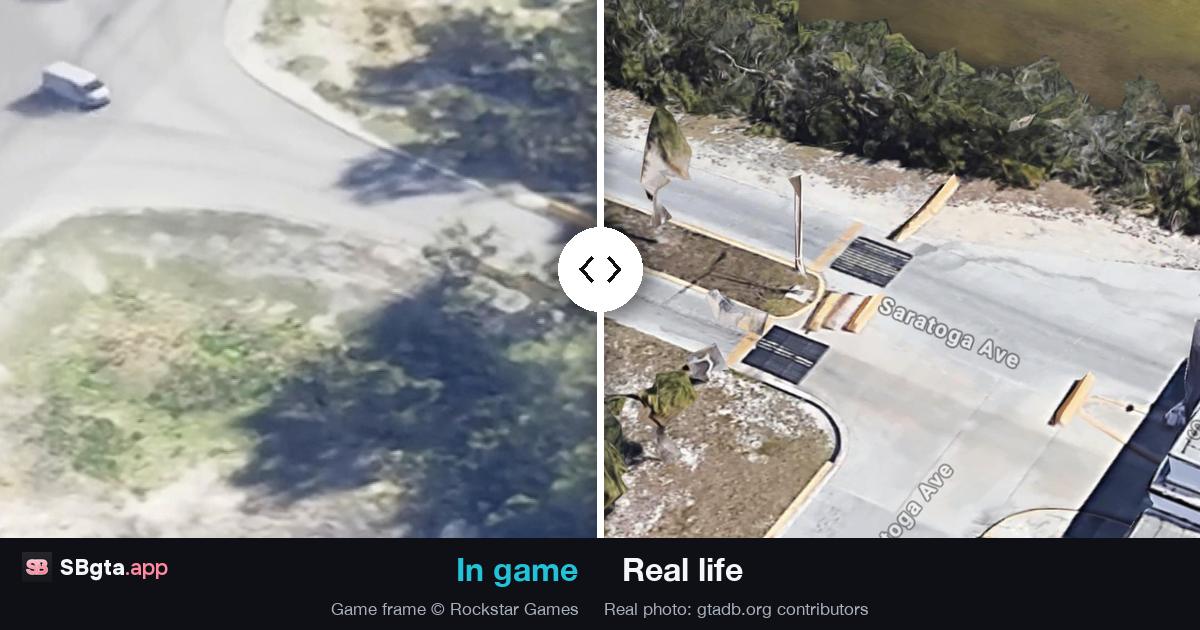 Saratoga Ave
toga Ave
SB SBgta.app
In game Real life
Game frame © Rockstar Games Real photo: gtadb.org contributors